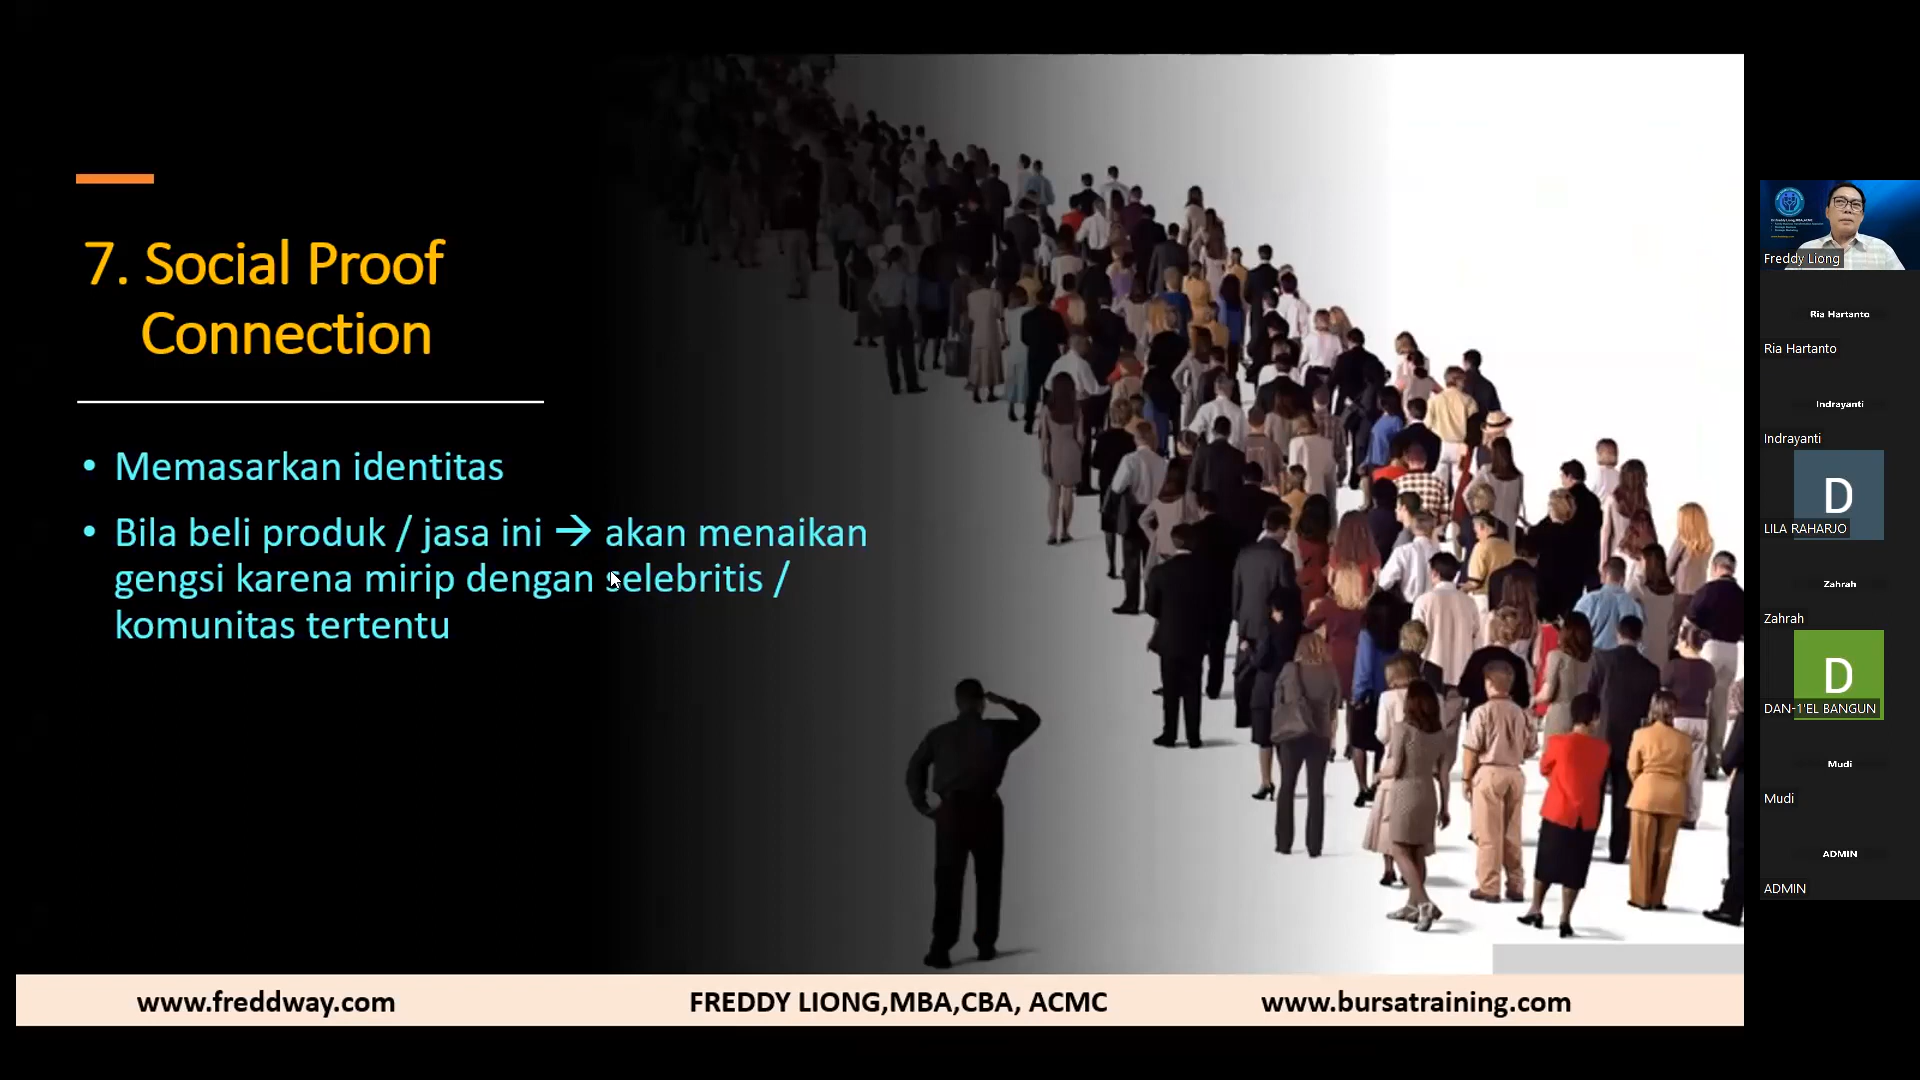 7. Social Proof
Connection
• Memasarkan identitas
• Bila beli produk / jasa ini → akan menaikan
gengsi karena mirip dengan selebritis /
komunitas tertentu
www.freddway.com
FREDDY LIONG,MBA,CBA, ACMC
www.bursatraining.com
Freddy Liong
Ria Hartanto
Ria Hartanto
Indrayanti
Indrayanti
D
LILA RAHARJO
Zahrah
Zahrah
D
DAN-1'EL BANGUN
Mudi
Mudi
ADMIN
ADMIN